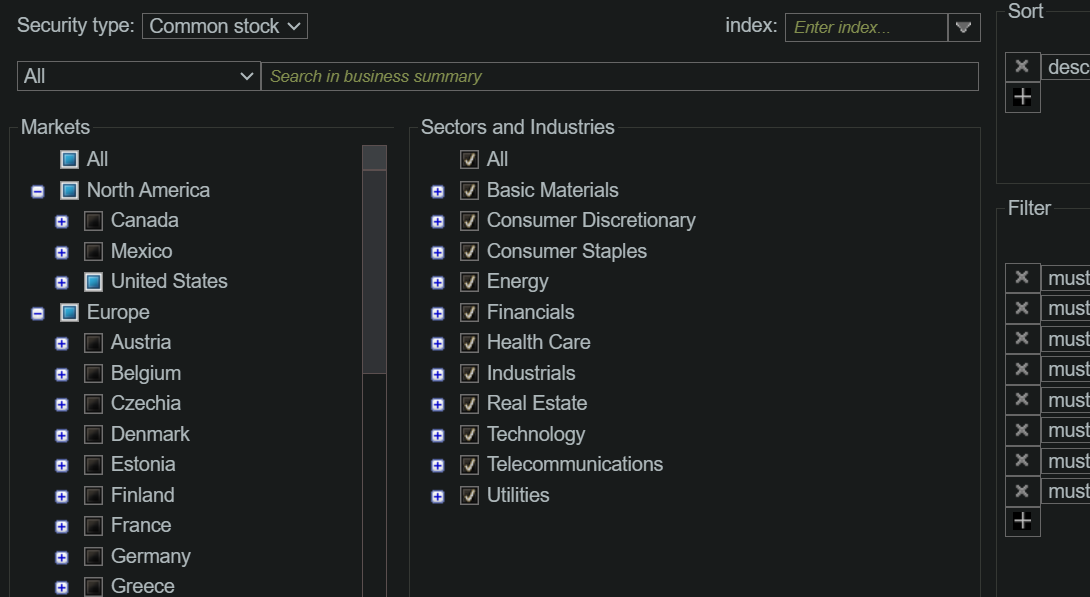 Security type: Common stock
index: Enter index...
Sort
All
Search in business summary
desc
Markets
All
North America
Canada
Mexico
United States
Europe
Austria
Belgium
Czechia
Denmark
Estonia
Finland
France
Germany
Greece
Sectors and Industries
All
Basic Materials
Consumer Discretionary
Consumer Staples
Energy
Financials
Health Care
Industrials
Real Estate
Technology
Telecommunications
Utilities
Filter
must
must
must
must
must
must
must
must